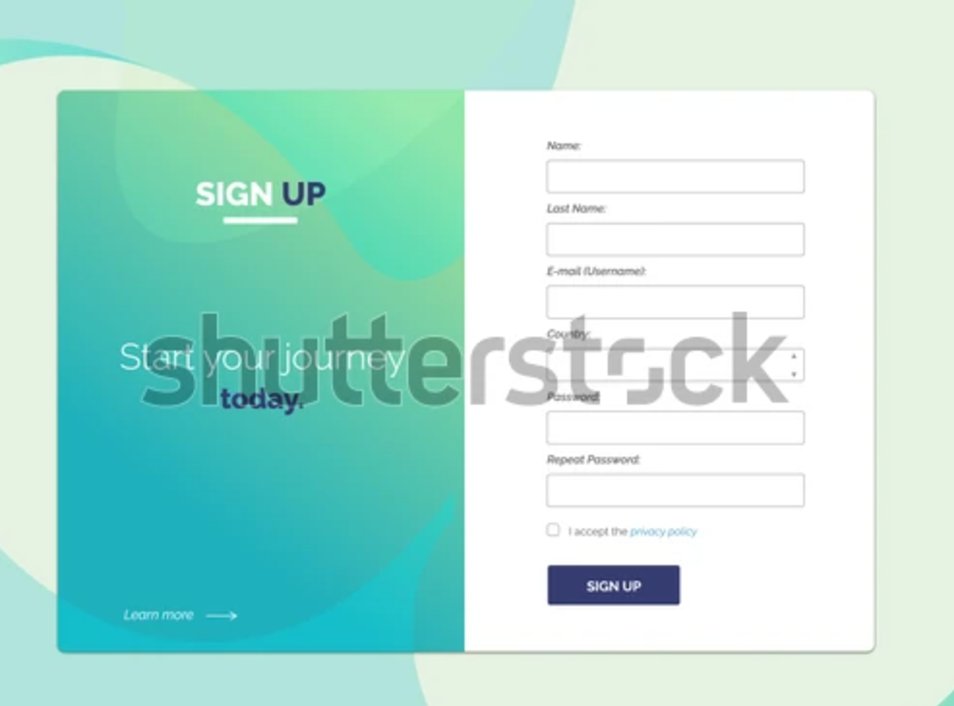 SIGN UP
Start your journey
today.
Learn more
Name:
Last Name:
E-mail (Username):
Country:
Password:
Repeat Password:
I accept the privacy policy
SIGN UP
shutterstock